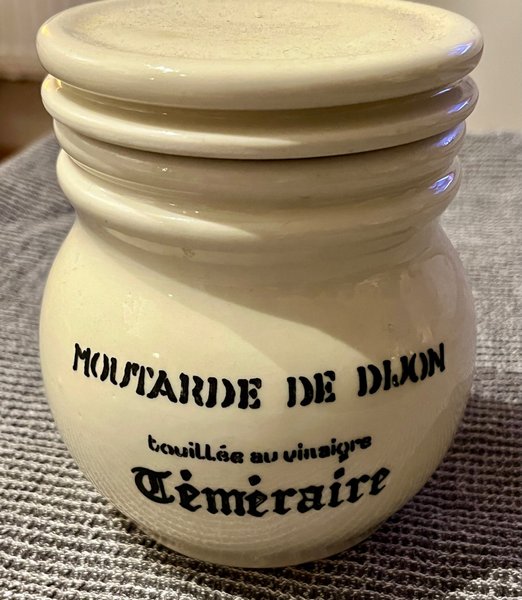 MOUTARDE DE DIJON
touillée au vinaigre
Téméraire